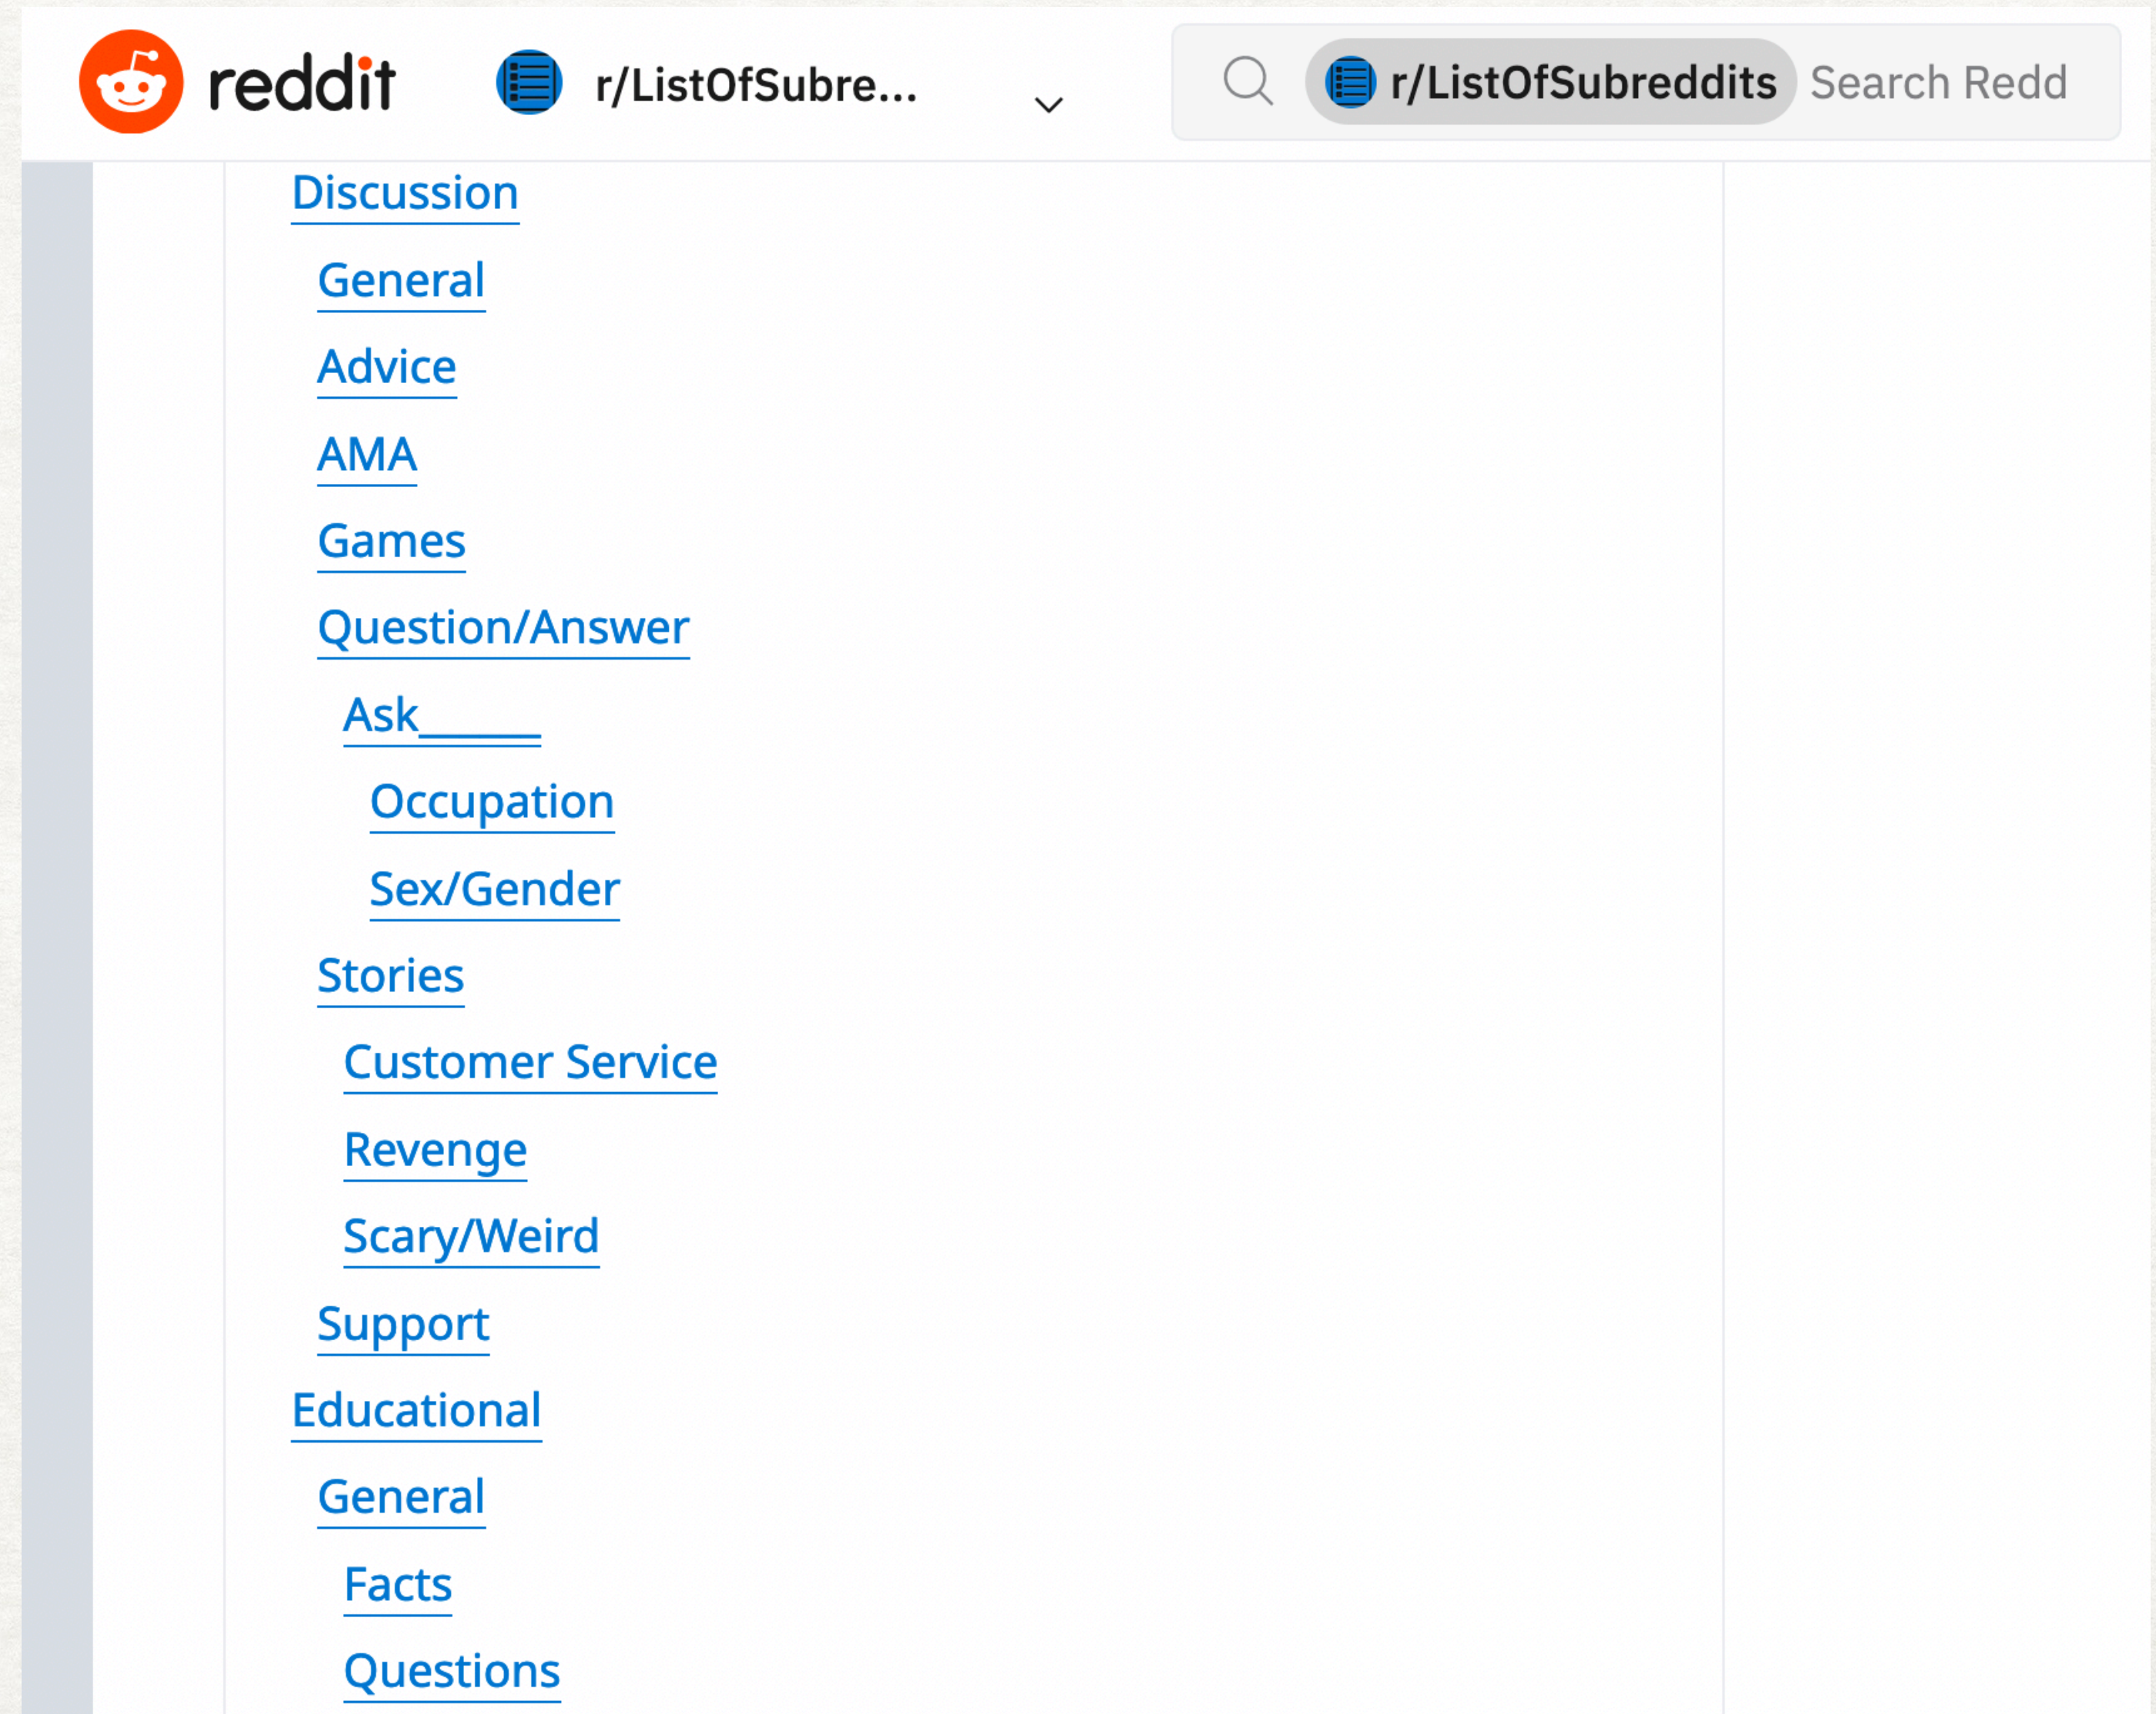 reddit r/ListOfSubre... r/ListOfSubreddits Search Redd
Discussion
General
Advice
AMA
Games
Question/Answer
Ask______
Occupation
Sex/Gender
Stories
Customer Service
Revenge
Scary/Weird
Support
Educational
General
Facts
Questions